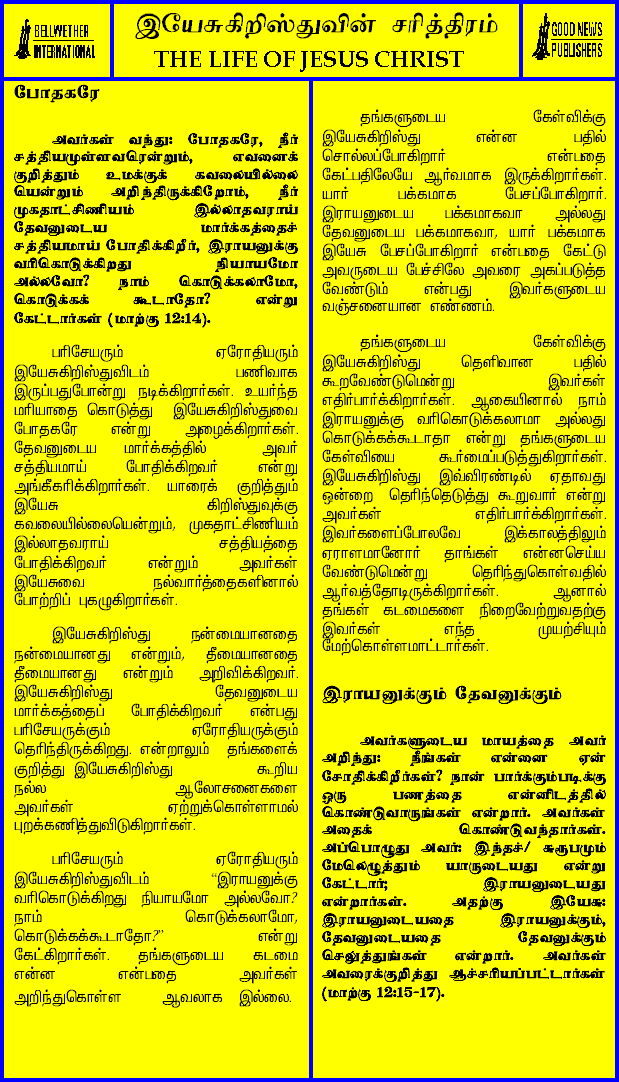 BELLWETHER
INTERNATIONAL
இயேசுகிறிஸ்துவின் சரித்திரம்
THE LIFE OF JESUS CHRIST
GOOD NEWS
PUBLISHERS
போதகரே
அவர்கள் வந்து: போதகரே, நீர்
சத்தியமுள்ளவரென்றும், எவனைக்
குறித்தும் உமக்குக் கவலையில்லை
யென்றும் அறிந்திருக்கிறோம், நீர்
முகதாட்சிணியம் இல்லாதவராய்
தேவனுடைய மார்க்கத்தைச்
சத்தியமாய் போதிக்கிறீர், இராயனுக்கு
வரிகொடுக்கிறது நியாயமோ
அல்லவோ? நாம் கொடுக்கலாமோ,
கொடுக்கக் கூடாதோ? என்று
கேட்டார்கள் (மாற்கு 12:14).
பரிசேயரும் ஏரோதியரும்
இயேசுகிறிஸ்துவிடம் பணிவாக
இருப்பதுபோன்று நடிக்கிறார்கள். உயர்ந்த
மரியாதை கொடுத்து இயேசுகிறிஸ்துவை
போதகரே என்று அழைக்கிறார்கள்.
தேவனுடைய மார்க்கத்தில் அவர்
சத்தியமாய் போதிக்கிறவர் என்று
அங்கீகரிக்கிறார்கள். யாரைக் குறித்தும்
இயேசு கிறிஸ்துவுக்கு
கவலையில்லையென்றும், முகதாட்சிணியம்
இல்லாதவராய் சத்தியத்தை
போதிக்கிறவர் என்றும் அவர்கள்
இயேசுவை நல்வார்த்தைகளினால்
போற்றிப் புகழுகிறார்கள்.
இயேசுகிறிஸ்து நன்மையானதை
நன்மையானது என்றும், தீமையானதை
தீமையானது என்றும் அறிவிக்கிறவர்.
இயேசுகிறிஸ்து தேவனுடைய
மார்க்கத்தைப் போதிக்கிறவர் என்பது
பரிசேயருக்கும் ஏரோதியருக்கும்
தெரிந்திருக்கிறது. என்றாலும் தங்களைக்
குறித்து இயேசுகிறிஸ்து கூறிய
நல்ல ஆலோசனைகளை
அவர்கள் ஏற்றுக்கொள்ளாமல்
புறக்கணித்துவிடுகிறார்கள்.
பரிசேயரும் ஏரோதியரும்
இயேசுகிறிஸ்துவிடம் “இராயனுக்கு
வரிகொடுக்கிறது நியாயமோ அல்லவோ?
நாம் கொடுக்கலாமோ,
கொடுக்கக்கூடாதோ?” என்று
கேட்கிறார்கள். தங்களுடைய கடமை
என்ன என்பதை அவர்கள்
அறிந்துகொள்ள ஆவலாக இல்லை.
தங்களுடைய கேள்விக்கு
இயேசுகிறிஸ்து என்ன பதில்
சொல்லப்போகிறார் என்பதை
கேட்பதிலேயே ஆர்வமாக இருக்கிறார்கள்.
யார் பக்கமாக பேசப்போகிறார்.
இராயனுடைய பக்கமாகவா அல்லது
தேவனுடைய பக்கமாகவா, யார் பக்கமாக
இயேசு பேசப்போகிறார் என்பதை கேட்டு
அவருடைய பேச்சிலே அவரை அகப்படுத்த
வேண்டும் என்பது இவர்களுடைய
வஞ்சனையான எண்ணம்.
தங்களுடைய கேள்விக்கு
இயேசுகிறிஸ்து தெளிவான பதில்
கூறவேண்டுமென்று இவர்கள்
எதிர்பார்க்கிறார்கள். ஆகையினால் நாம்
இராயனுக்கு வரிகொடுக்கலாமா அல்லது
கொடுக்கக்கூடாதா என்று தங்களுடைய
கேள்வியை கூர்மைப்படுத்துகிறார்கள்.
இயேசுகிறிஸ்து இவ்விரண்டில் ஏதாவது
ஒன்றை தெரிந்தெடுத்து கூறுவார் என்று
அவர்கள் எதிர்பார்க்கிறார்கள்.
இவர்களைப்போலவே இக்காலத்திலும்
ஏராளமானோர் தாங்கள் என்னசெய்ய
வேண்டுமென்று தெரிந்துகொள்வதில்
ஆர்வத்தோடிருக்கிறார்கள். ஆனால்
தங்கள் கடமைகளை நிறைவேற்றுவதற்கு
இவர்கள் எந்த முயற்சியும்
மேற்கொள்ளமாட்டார்கள்.
இராயனுக்கும் தேவனுக்கும்
அவர்களுடைய மாயத்தை அவர்
அறிந்து: நீங்கள் என்னை ஏன்
சோதிக்கிறீர்கள்? நான் பார்க்கும்படிக்கு
ஒரு பணத்தை என்னிடத்தில்
கொண்டுவாருங்கள் என்றார். அவர்கள்
அதைக் கொண்டுவந்தார்கள்.
அப்பொழுது அவர்: இந்தச்/ சுருபமும்
மேலெழுத்தும் யாருடையது என்று
கேட்டார்; இராயனுடையது
என்றார்கள். அதற்கு இயேசு:
இராயனுடையதை இராயனுக்கும்,
தேவனுடையதை தேவனுக்கும்
செலுத்துங்கள் என்றார். அவர்கள்
அவரைக்குறித்து ஆச்சரியப்பட்டார்கள்
(மாற்கு 12:15-17).